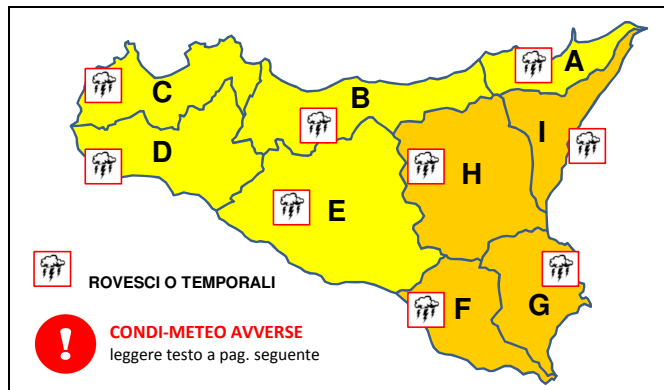 A
C
B
I
D
H
E
F
G
ROVESCI O TEMPORALI
!
CONDI-METEO AVVERSE
leggere testo a pag. seguente